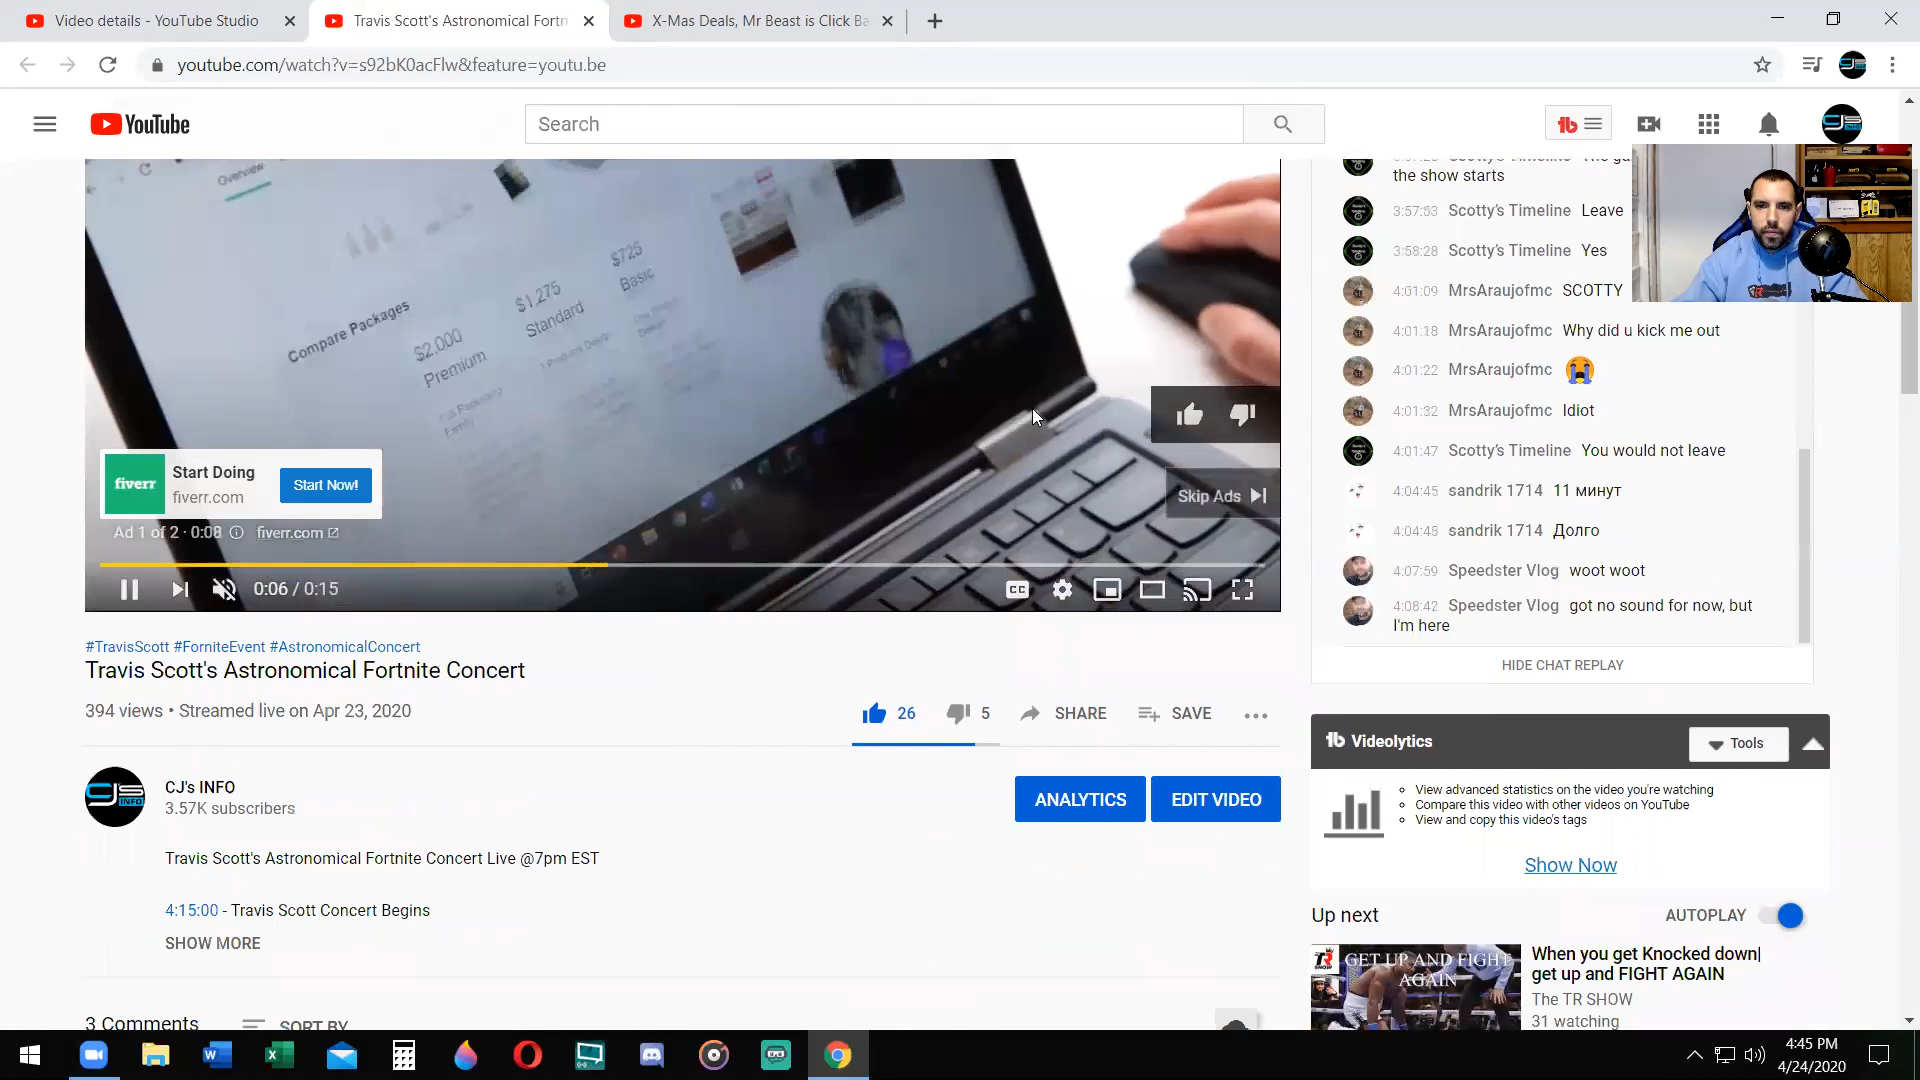 Video details - YouTube Studio
Travis Scott's Astronomical Fortn
X-Mas Deals, Mr Beast is Click Ba
youtube.com/watch?v=s92bK0acFlw&feature=youtu.be
YouTube
Search
Overview
Compare Packages
$2,000
Premium
$1,275
Standard
$725
Basic
fiverr
Start Doing
fiverr.com
Start Now!
Skip Ads
Ad 1 of 2 · 0:08
fiverr.com
0:06 / 0:15
CC
the show starts
3:57:53 Scotty's Timeline Leave
3:58:28 Scotty's Timeline Yes
4:01:09 MrsAraujofmc SCOTTY
4:01:18 MrsAraujofmc Why did u kick me out
4:01:22 MrsAraujofmc 😭
4:01:32 MrsAraujofmc Idiot
4:01:47 Scotty's Timeline You would not leave
4:04:45 sandrik 1714 11 минут
4:04:45 sandrik 1714 Долго
4:07:59 Speedster Vlog woot woot
4:08:42 Speedster Vlog got no sound for now, but
I'm here
HIDE CHAT REPLAY
#TravisScott #ForniteEvent #AstronomicalConcert
Travis Scott's Astronomical Fortnite Concert
394 views • Streamed live on Apr 23, 2020
26
5
SHARE
SAVE
CJS
INFO
CJ's INFO
3.57K subscribers
ANALYTICS
EDIT VIDEO
Travis Scott's Astronomical Fortnite Concert Live @7pm EST
4:15:00 - Travis Scott Concert Begins
SHOW MORE
3 Comments
SORT BY
Videolytics
Tools
View advanced statistics on the video you're watching
Compare this video with other videos on YouTube
View and copy this video's tags
Show Now
Up next
AUTOPLAY
TR
SHOW
GET UP AND FIGHT
AGAIN
When you get Knocked down|
get up and FIGHT AGAIN
The TR SHOW
31 watching
4:45 PM
4/24/2020